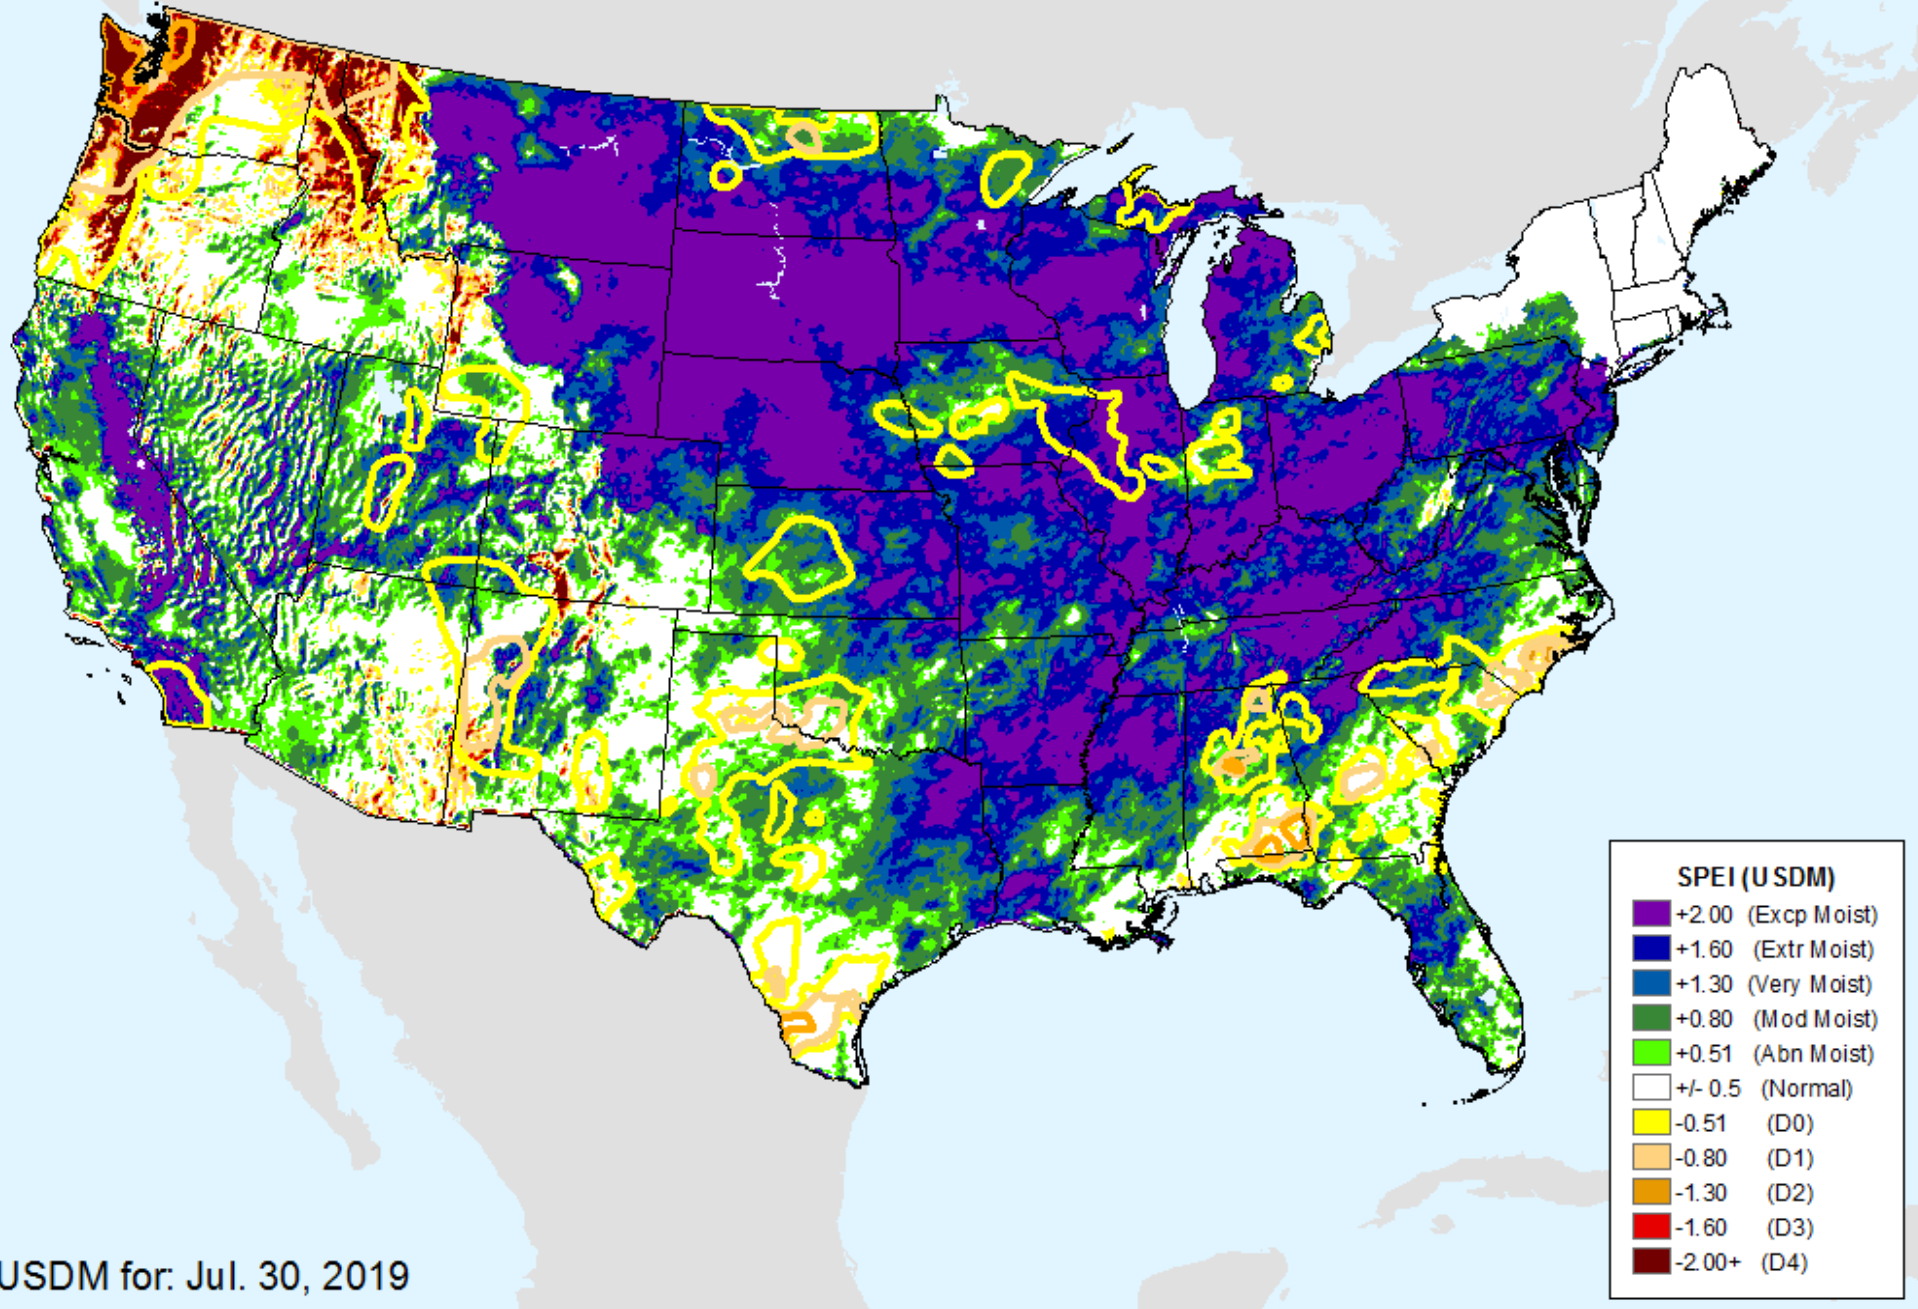 SPEI (USDM)
+2.00 (Excp Moist)
+1.60 (Extr Moist)
+1.30 (Very Moist)
+0.80 (Mod Moist)
+0.51 (Abn Moist)
+/- 0.5 (Normal)
-0.51 (D0)
-0.80 (D1)
-1.30 (D2)
-1.60 (D3)
-2.00+ (D4)
USDM for: Jul. 30, 2019